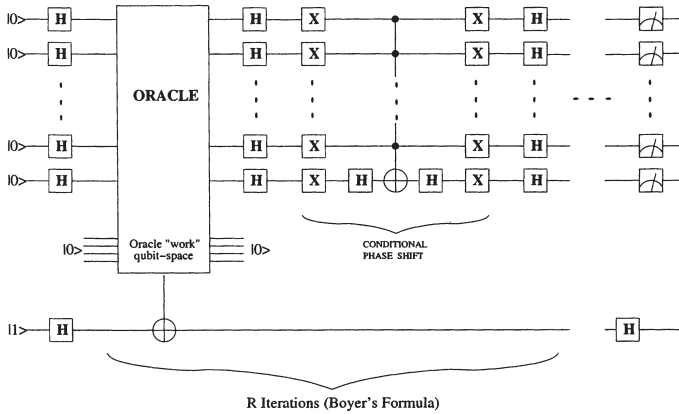 |0> H H X X H
|0> H H X X H
ORACLE
|0> H H X X H
|0> H H X H H X H
|0> Oracle "work" |0>
qubit-space
CONDITIONAL
PHASE SHIFT
|1> H H
R Iterations (Boyer's Formula)